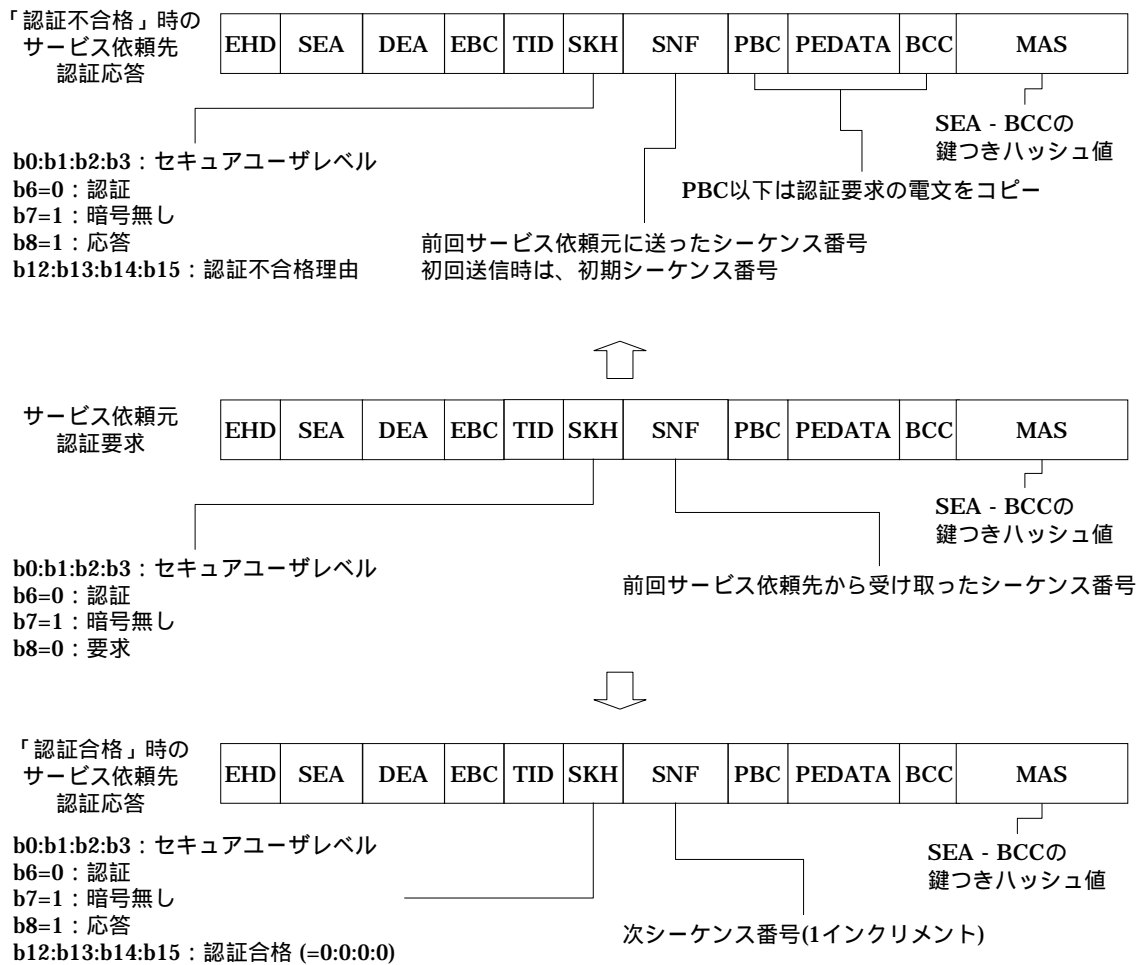 「認証不合格」時の
サービス依頼先
認証応答
EHD SEA DEA EBC TID SKH SNF PBC PEDATA BCC MAS
SEA - BCCの
鍵つきハッシュ値
b0:b1:b2:b3：セキュアユーザレベル
b6=0：認証
b7=1：暗号無し
b8=1：応答
b12:b13:b14:b15：認証不合格理由
PBC以下は認証要求の電文をコピー
前回サービス依頼元に送ったシーケンス番号
初回送信時は、初期シーケンス番号
サービス依頼元
認証要求
EHD SEA DEA EBC TID SKH SNF PBC PEDATA BCC MAS
SEA - BCCの
鍵つきハッシュ値
b0:b1:b2:b3：セキュアユーザレベル
b6=0：認証
b7=1：暗号無し
b8=0：要求
前回サービス依頼先から受け取ったシーケンス番号
「認証合格」時の
サービス依頼先
認証応答
EHD SEA DEA EBC TID SKH SNF PBC PEDATA BCC MAS
b0:b1:b2:b3：セキュアユーザレベル
b6=0：認証
b7=1：暗号無し
b8=1：応答
b12:b13:b14:b15：認証合格 (=0:0:0:0)
SEA - BCCの
鍵つきハッシュ値
次シーケンス番号(1インクリメント)